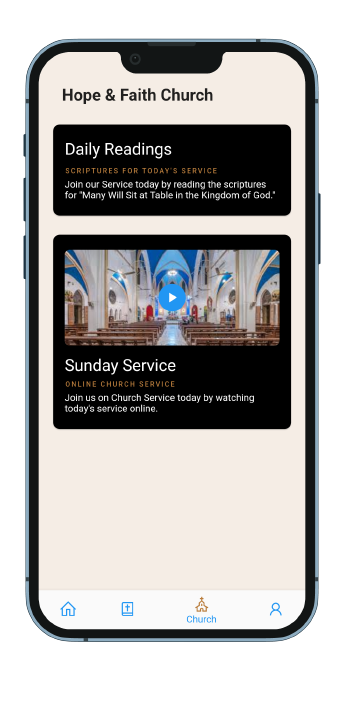 Hope & Faith Church
Daily Readings
SCRIPTURES FOR TODAY'S SERVICE
Join our Service today by reading the scriptures
for "Many Will Sit at Table in the Kingdom of God."
Sunday Service
ONLINE CHURCH SERVICE
Join us on Church Service today by watching
today's service online.
Church